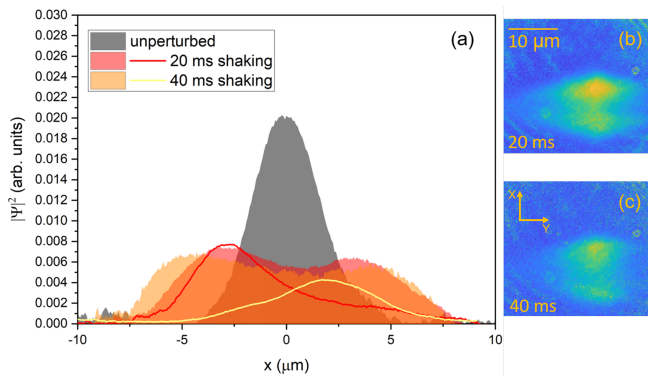 (a)
unperturbed
20 ms shaking
40 ms shaking
|Ψ|² (arb. units)
0.030
0.028
0.026
0.024
0.022
0.020
0.018
0.016
0.014
0.012
0.010
0.008
0.006
0.004
0.002
0.000
-10
-5
0
5
10
x (μm)
10 μm
(b)
20 ms
X
Y
(c)
40 ms